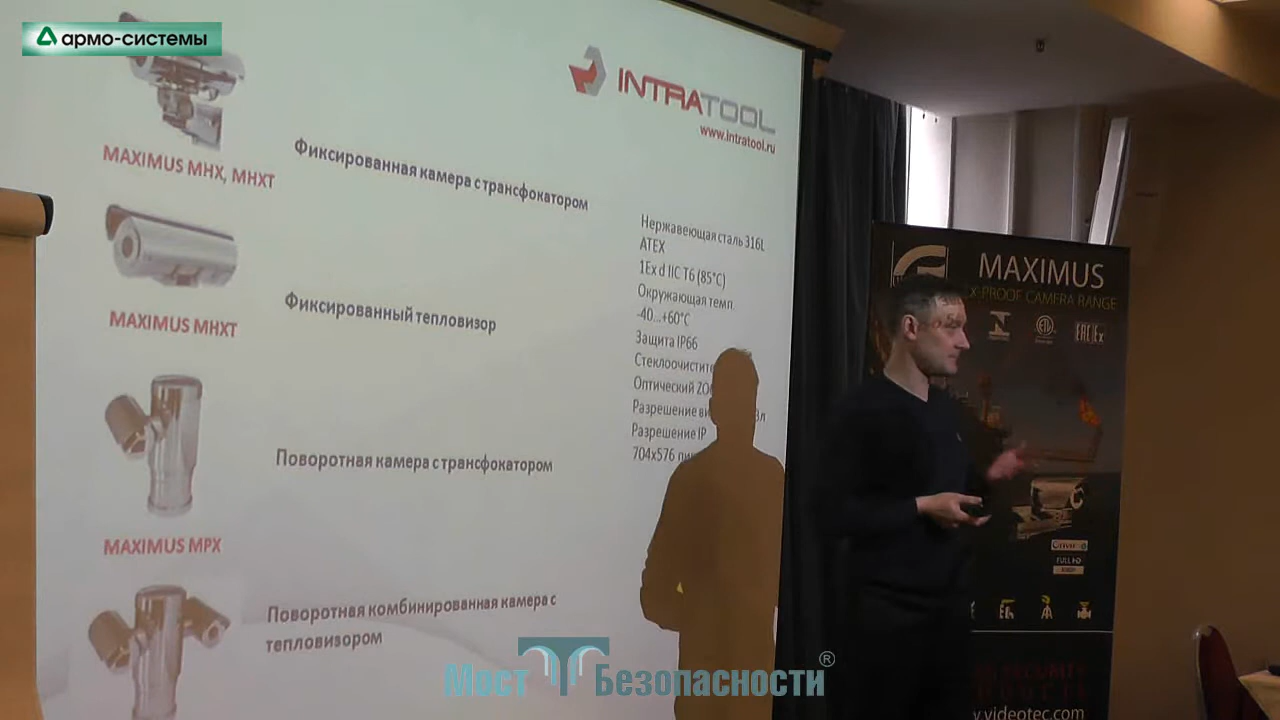 армо-системы
INTRATOOL
www.intratool.ru
MAXIMUS MHX, MHXT
Фиксированная камера с трансфокатором
MAXIMUS MHXT
Фиксированный тепловизор
MAXIMUS MPX
Поворотная камера с трансфокатором
Поворотная комбинированная камера с
тепловизором
Нержавеющая сталь 316L
ATEX
1Ex d IIC T6 (85°C)
Окружающая темп
-40...+60°C
Защита IP66
Оптический
Разрешение
Разрешение IP
704x576
MAXIMUS
CAMERA RANGE
FULL HD
videotec.com
Мост Безопасности®